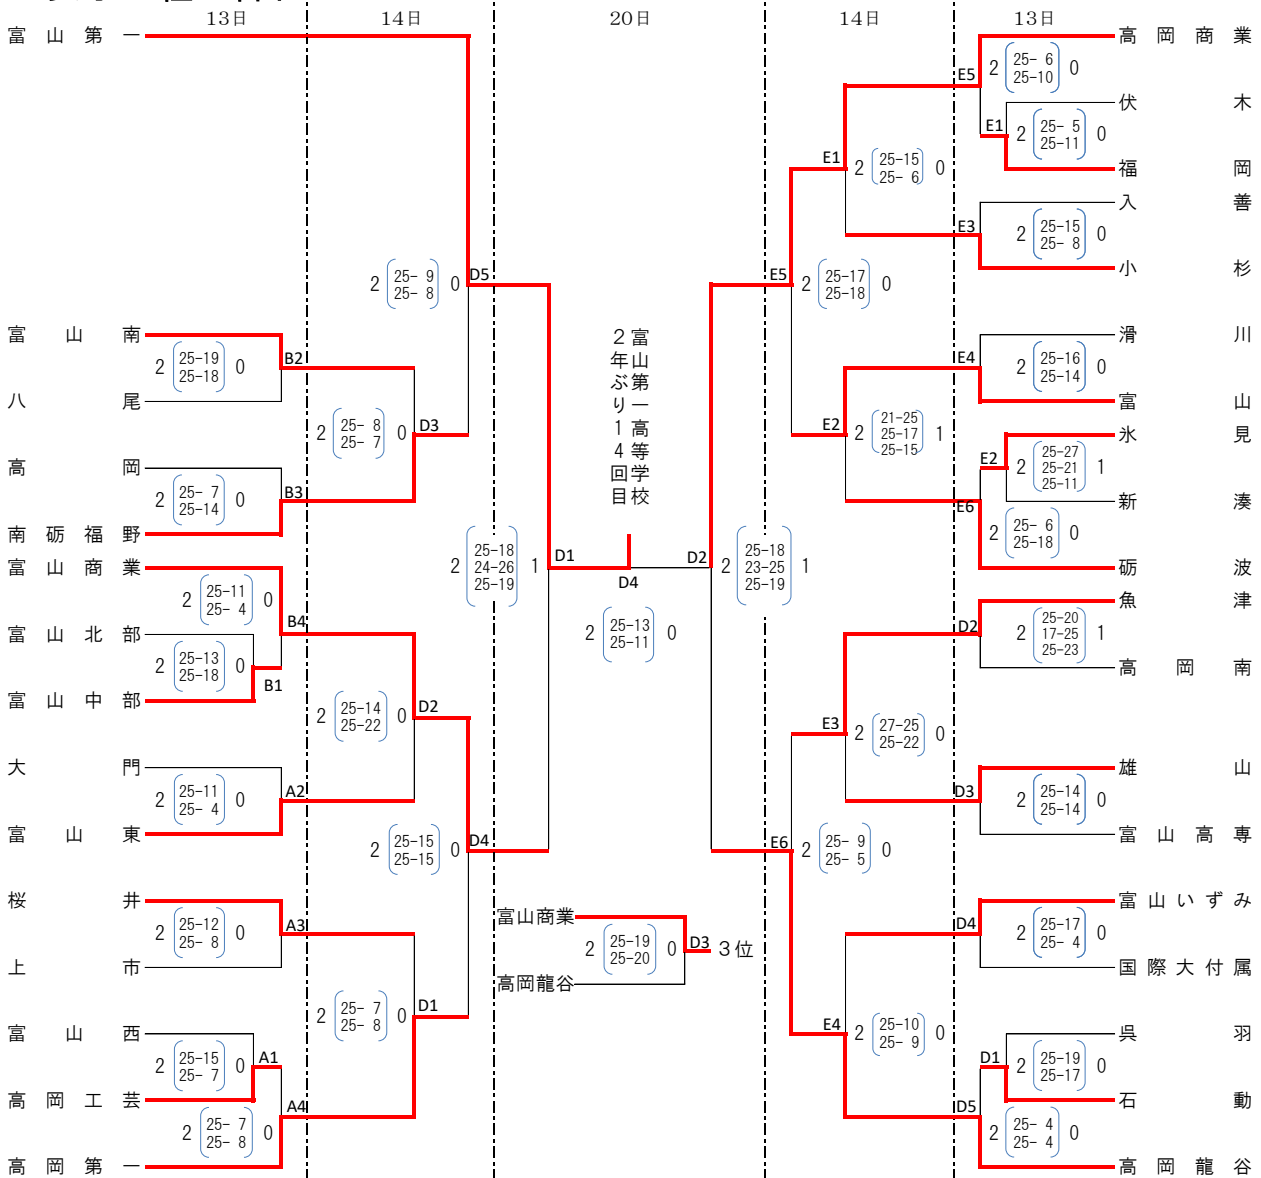 13日
14日
20日
14日
13日
富山第一
富山南
八尾
高岡
南砺福野
富山商業
富山北部
富山中部
大門
富山東
桜井
上市
富山西
高岡工芸
高岡第一
2 25-19 25-18 0 B2
2 25-7 25-14 0 B3
2 25-11 25-4 0 B4
2 25-13 25-18 0 B1
2 25-11 25-4 0 A2
2 25-12 25-8 0 A3
2 25-15 25-7 0 A1
2 25-7 25-8 0 A4
2 25-9 25-8 0 D5
2 25-8 25-7 0 D3
2 25-14 25-22 0 D2
2 25-15 25-15 0 D4
2 25-7 25-8 0 D1
2 25-18 24-26 25-19 1 D1
富山第一高等学校
2年ぶり14回目
D4
2 25-13 25-11 0
D2 2 25-18 23-25 25-19 1
富山商業
2 25-19 25-20 0 D3 3位
高岡龍谷
E5 2 25-17 25-18 0
E6 2 25-9 25-5 0
E1 2 25-15 25-6 0
E2 2 21-25 25-17 25-15 1
E3 2 27-25 25-22 0
E4 2 25-10 25-9 0
E5 2 25-6 25-10 0
E1 2 25-5 25-11 0
E3 2 25-15 25-8 0
E4 2 25-16 25-14 0
E2 2 25-27 25-21 25-11 1
E6 2 25-6 25-18 0
D2 2 25-20 17-25 25-23 1
D3 2 25-14 25-14 0
D4 2 25-17 25-4 0
D1 2 25-19 25-17 0
D5 2 25-4 25-4 0
高岡商業
伏木
福岡
入善
小杉
滑川
富山
氷見
新湊
砺波
魚津
高岡南
雄山
富山高専
富山いずみ
国際大付属
呉羽
石動
高岡龍谷